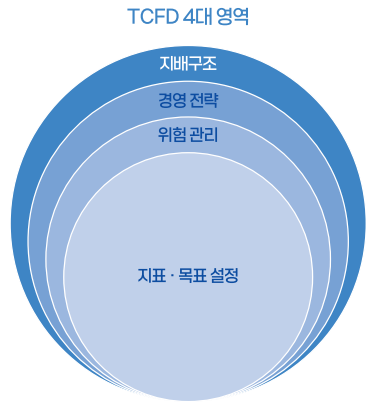 TCFD 4대 영역
지배구조
경영 전략
위험 관리
지표 · 목표 설정